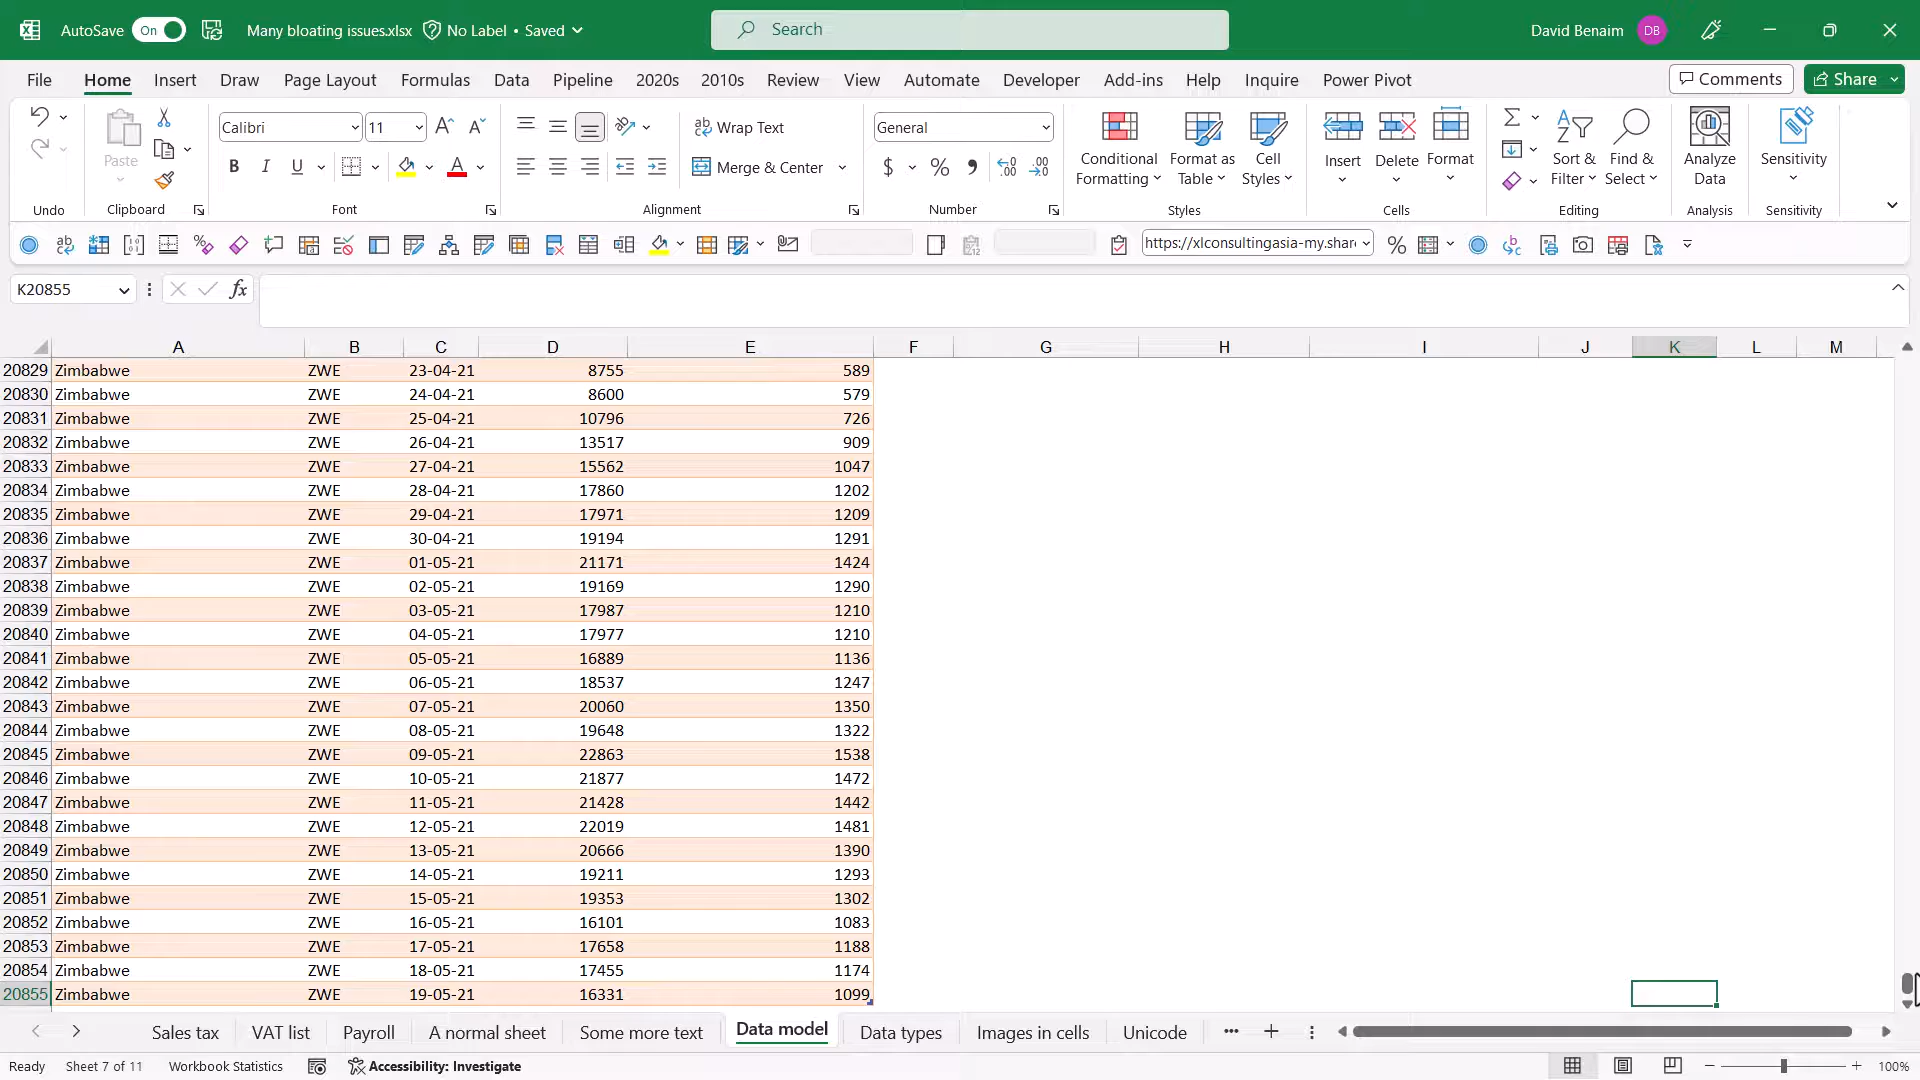 AutoSave On Many bloating issues.xlsx No Label • Saved Search David Benaim DB
File Home Insert Draw Page Layout Formulas Data Pipeline 2020s 2010s Review View Automate Developer Add-ins Help Inquire Power Pivot Comments Share
Paste Calibri 11 Wrap Text General Conditional Formatting Format as Table Cell Styles Insert Delete Format Sort & Filter Find & Select Analyze Data Sensitivity
B I U Merge & Center $ %
Undo Clipboard Font Alignment Number Styles Cells Editing Analysis Sensitivity
https://xlconsultingasia-my.shar
K20855 fx
A B C D E F G H I J K L M
20829 Zimbabwe ZWE 23-04-21 8755 589
20830 Zimbabwe ZWE 24-04-21 8600 579
20831 Zimbabwe ZWE 25-04-21 10796 726
20832 Zimbabwe ZWE 26-04-21 13517 909
20833 Zimbabwe ZWE 27-04-21 15562 1047
20834 Zimbabwe ZWE 28-04-21 17860 1202
20835 Zimbabwe ZWE 29-04-21 17971 1209
20836 Zimbabwe ZWE 30-04-21 19194 1291
20837 Zimbabwe ZWE 01-05-21 21171 1424
20838 Zimbabwe ZWE 02-05-21 19169 1290
20839 Zimbabwe ZWE 03-05-21 17987 1210
20840 Zimbabwe ZWE 04-05-21 17977 1210
20841 Zimbabwe ZWE 05-05-21 16889 1136
20842 Zimbabwe ZWE 06-05-21 18537 1247
20843 Zimbabwe ZWE 07-05-21 20060 1350
20844 Zimbabwe ZWE 08-05-21 19648 1322
20845 Zimbabwe ZWE 09-05-21 22863 1538
20846 Zimbabwe ZWE 10-05-21 21877 1472
20847 Zimbabwe ZWE 11-05-21 21428 1442
20848 Zimbabwe ZWE 12-05-21 22019 1481
20849 Zimbabwe ZWE 13-05-21 20666 1390
20850 Zimbabwe ZWE 14-05-21 19211 1293
20851 Zimbabwe ZWE 15-05-21 19353 1302
20852 Zimbabwe ZWE 16-05-21 16101 1083
20853 Zimbabwe ZWE 17-05-21 17658 1188
20854 Zimbabwe ZWE 18-05-21 17455 1174
20855 Zimbabwe ZWE 19-05-21 16331 1099
Sales tax VAT list Payroll A normal sheet Some more text Data model Data types Images in cells Unicode
Ready Sheet 7 of 11 Workbook Statistics Accessibility: Investigate 100%